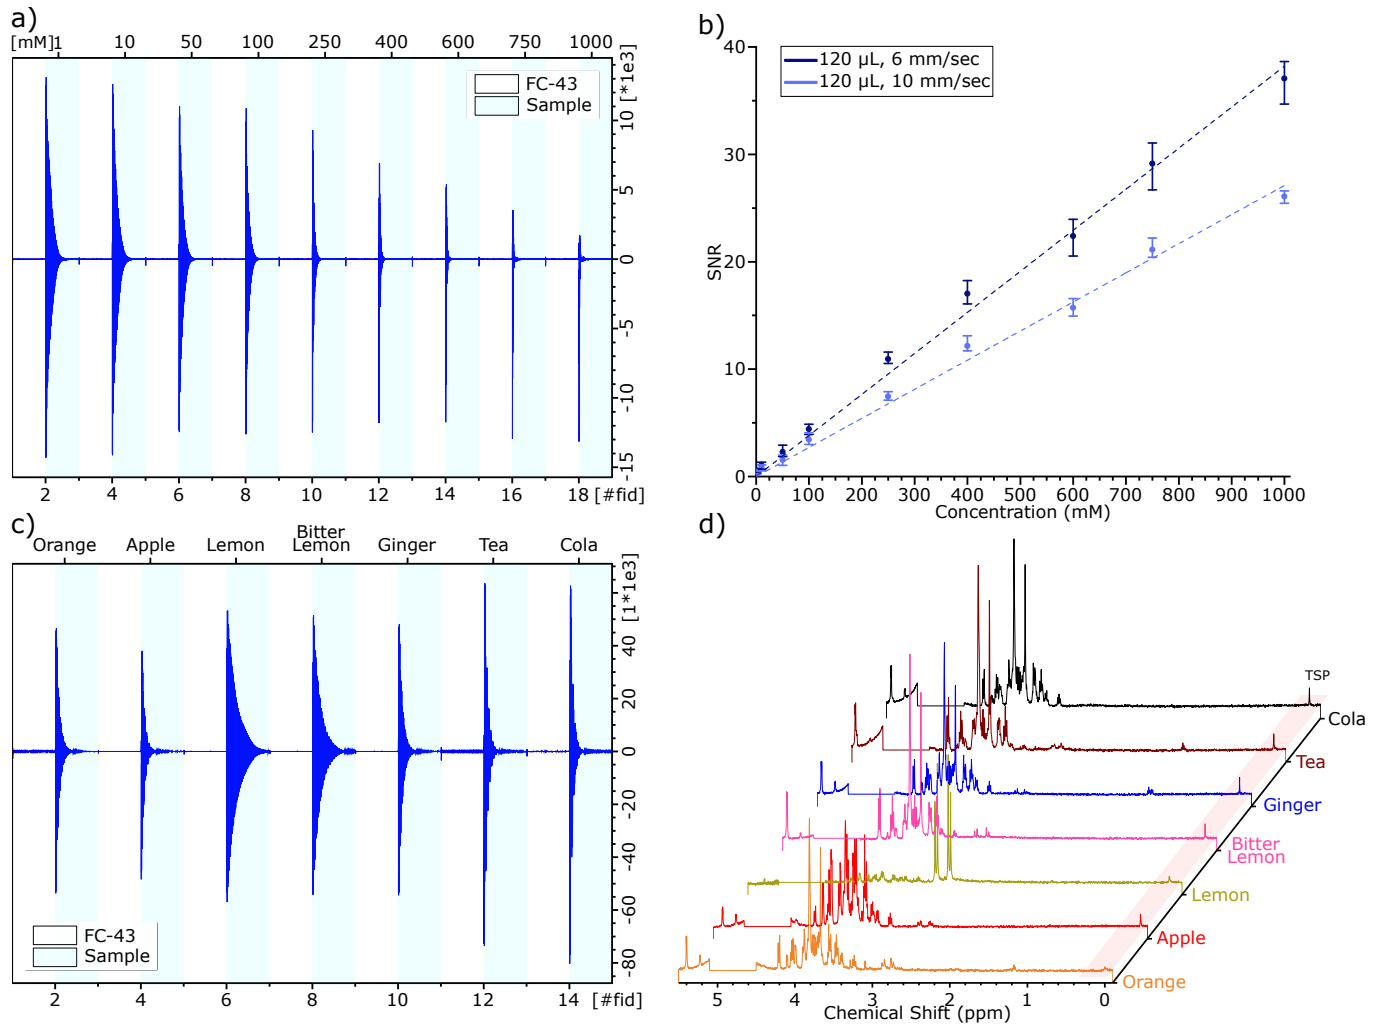 a)
[mM] 1 10 50 100 250 400 600 750 1000
FC-43
Sample
10 [*1e3]
5
0
-5
-10
-15
2 4 6 8 10 12 14 16 18 [#fid]
b)
120 µL, 6 mm/sec
120 µL, 10 mm/sec
SNR
40
30
20
10
0
0 100 200 300 400 500 600 700 800 900 1000
Concentration (mM)
c)
Orange Apple Lemon Bitter Lemon Ginger Tea Cola
[1*1e3]
40
20
0
-20
-40
-60
-80
FC-43
Sample
2 4 6 8 10 12 14 [#fid]
d)
TSP
Cola
Tea
Ginger
Bitter
Lemon
Lemon
Apple
Orange
5 4 3 2 1 0
Chemical Shift (ppm)